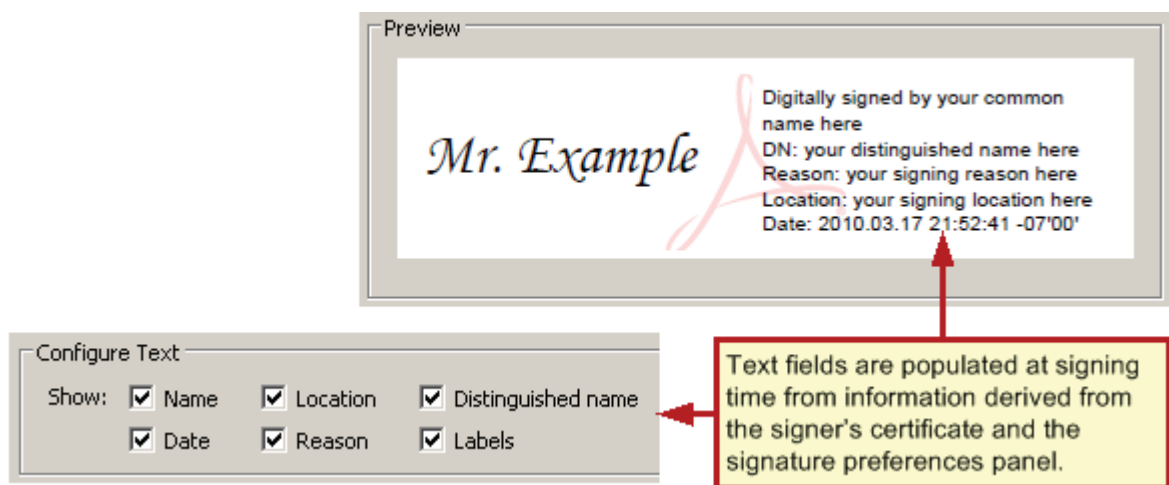 Preview
Mr. Example
Digitally signed by your common
name here
DN: your distinguished name here
Reason: your signing reason here
Location: your signing location here
Date: 2010.03.17 21:52:41 -07'00'
Configure Text
Show: Name Location Distinguished name
Date Reason Labels
Text fields are populated at signing
time from information derived from
the signer's certificate and the
signature preferences panel.